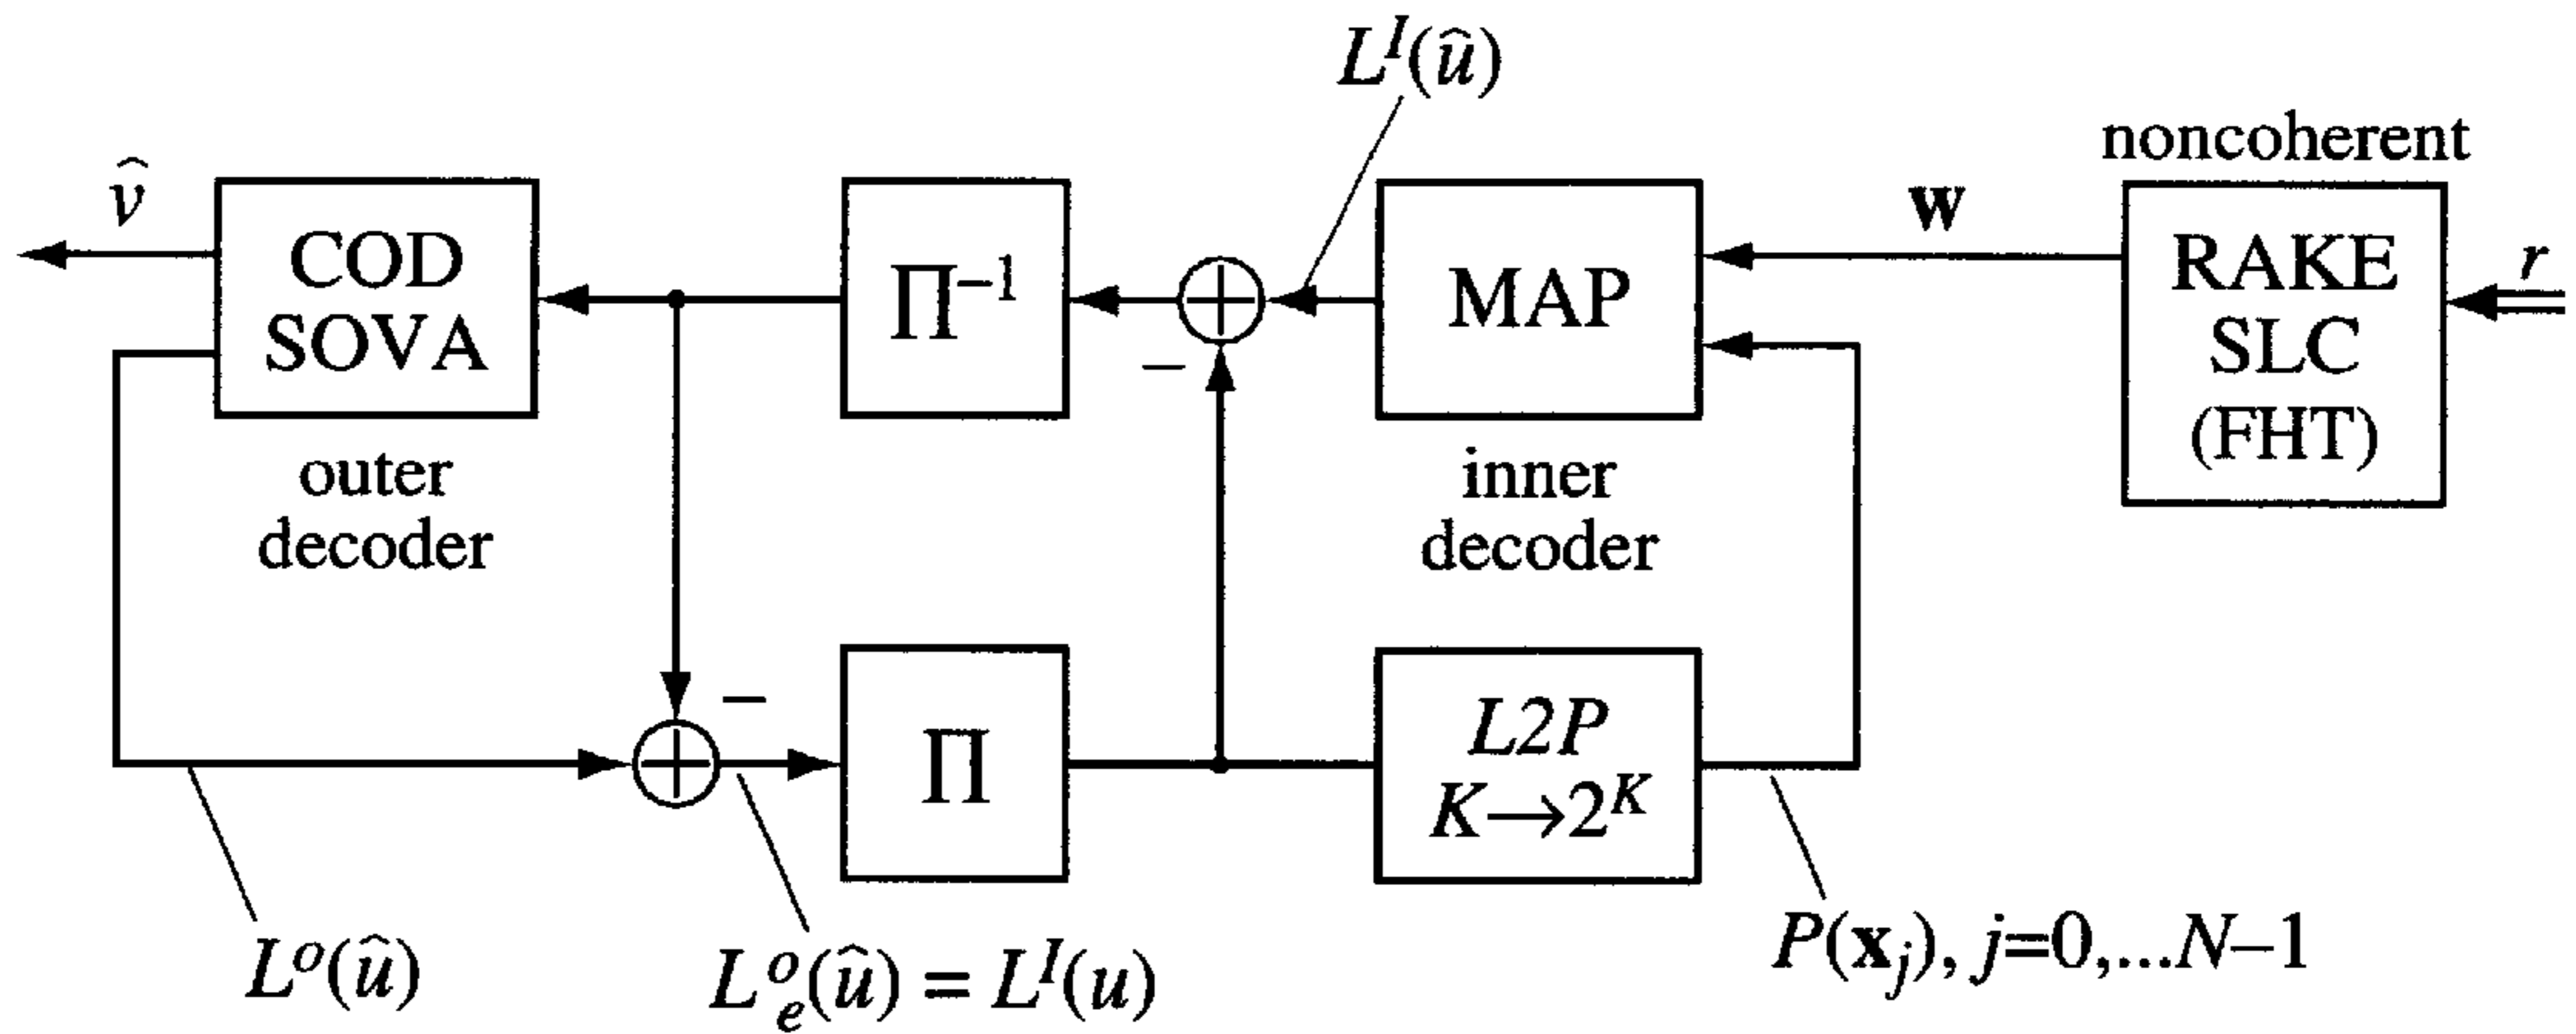 L^I(û)
noncoherent
v̂
COD
SOVA
Π⁻¹
–
MAP
w
RAKE
SLC
(FHT)
r
outer
decoder
inner
decoder
–
Π
L2P
K→2^K
L^o(û)
L^o_e(û) = L^I(u)
P(x_j), j=0,...N–1